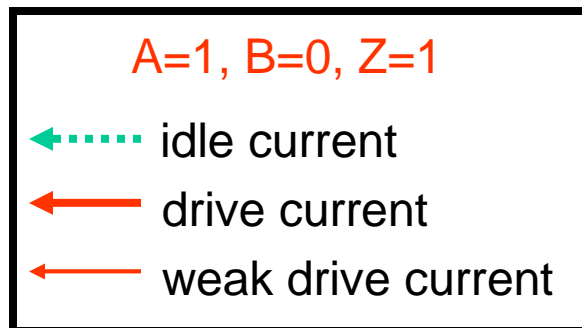 A=1, B=0, Z=1
idle current
drive current
weak drive current